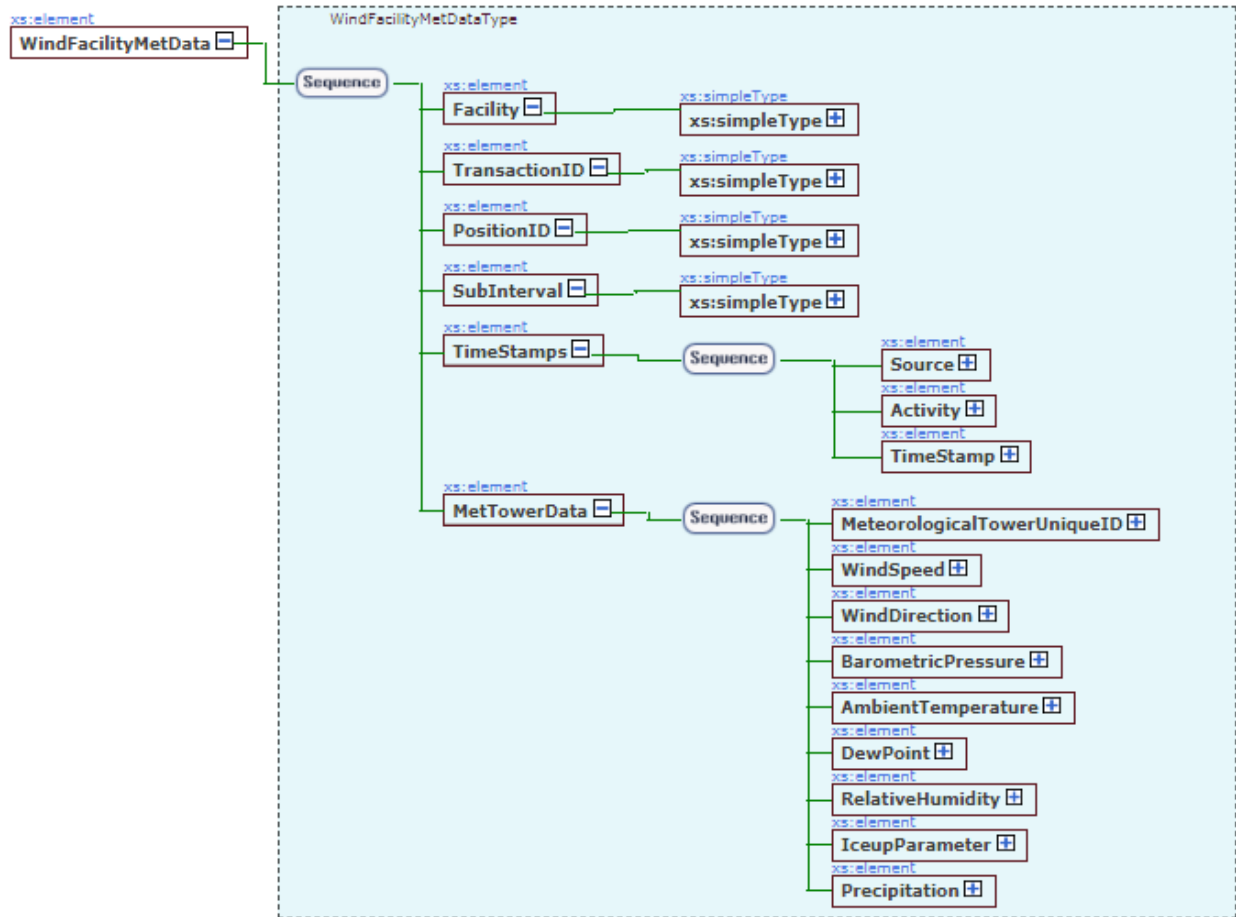 WindFacilityMetDataType
xs:element
WindFacilityMetData
Sequence
xs:element
Facility
xs:simpleType
xs:simpleType
xs:element
TransactionID
xs:simpleType
xs:simpleType
xs:element
PositionID
xs:simpleType
xs:simpleType
xs:element
SubInterval
xs:simpleType
xs:simpleType
xs:element
TimeStamps
Sequence
xs:element
Source
xs:element
Activity
xs:element
TimeStamp
xs:element
MetTowerData
Sequence
xs:element
MeteorologicalTowerUniqueID
xs:element
WindSpeed
xs:element
WindDirection
xs:element
BarometricPressure
xs:element
AmbientTemperature
xs:element
DewPoint
xs:element
RelativeHumidity
xs:element
IceupParameter
xs:element
Precipitation